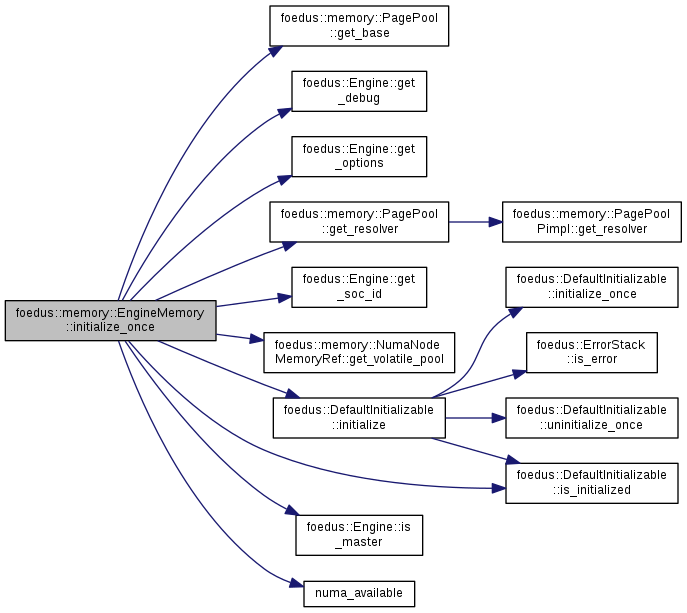 foedus::memory::PagePool
::get_base
foedus::Engine::get
_debug
foedus::Engine::get
_options
foedus::memory::PagePool
::get_resolver
foedus::memory::PagePool
Pimpl::get_resolver
foedus::memory::EngineMemory
::initialize_once
foedus::Engine::get
_soc_id
foedus::DefaultInitializable
::initialize_once
foedus::memory::NumaNode
MemoryRef::get_volatile_pool
foedus::ErrorStack
::is_error
foedus::DefaultInitializable
::initialize
foedus::DefaultInitializable
::uninitialize_once
foedus::DefaultInitializable
::is_initialized
foedus::Engine::is
_master
numa_available